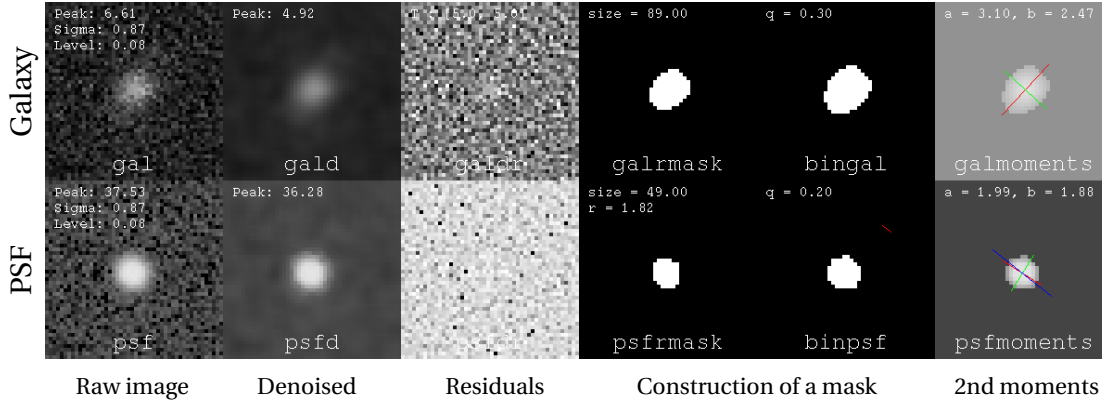 Galaxy
Peak: 6.61
Sigma: 0.87
Level: 0.08
gal
Peak: 4.92
gald
galdr
size = 89.00
galrmask
q = 0.30
bingal
a = 3.10, b = 2.47
galmoments
PSF
Peak: 37.53
Sigma: 0.87
Level: 0.08
psf
Peak: 36.28
psfd
size = 49.00
r = 1.82
psfrmask
q = 0.20
binpsf
a = 1.99, b = 1.88
psfmoments
Raw image
Denoised
Residuals
Construction of a mask
2nd moments